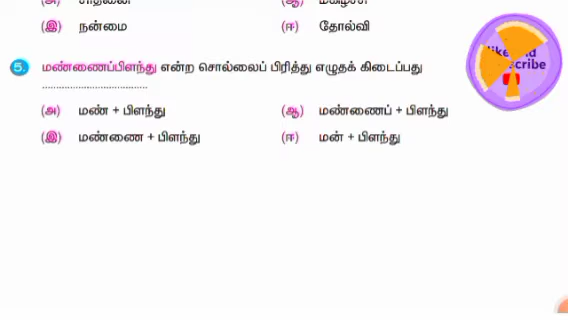 (இ) நன்மை (ஈ) தோல்வி
5. மண்ணைப்பிளந்து என்ற சொல்லைப் பிரித்து எழுதக் கிடைப்பது
........................................
(அ) மண் + பிளந்து (ஆ) மண்ணைப் + பிளந்து
(இ) மண்ணை + பிளந்து (ஈ) மன் + பிளந்து